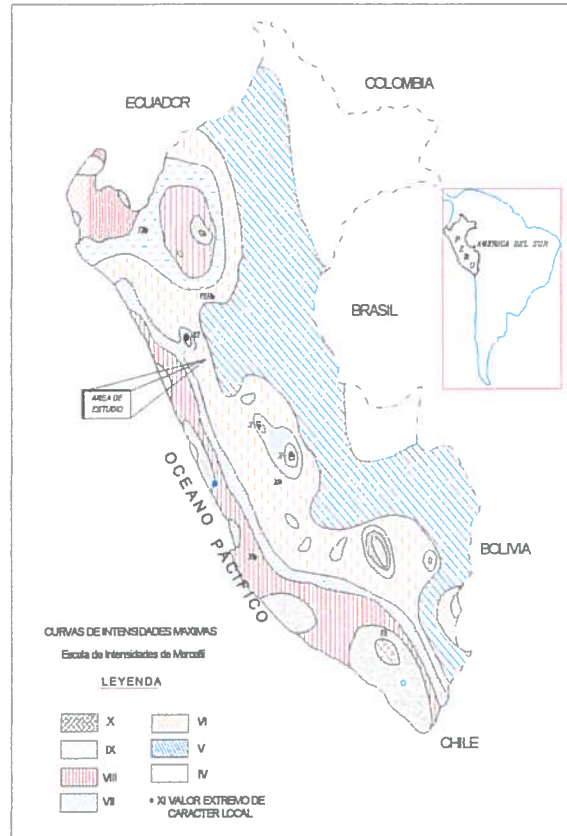 COLOMBIA
ECUADOR
AMERICA DEL SUR
PERU
BRASIL
AREA DE
ESTUDIO
OCEANO PACIFICO
BOLIVIA
CURVAS DE INTENSIDADES MAXIMAS
Escala de Intensidades de Mercalli
LEYENDA
X
VI
IX
V
VIII
IV
VII
* XI VALOR EXTREMO DE
CARACTER LOCAL
CHILE